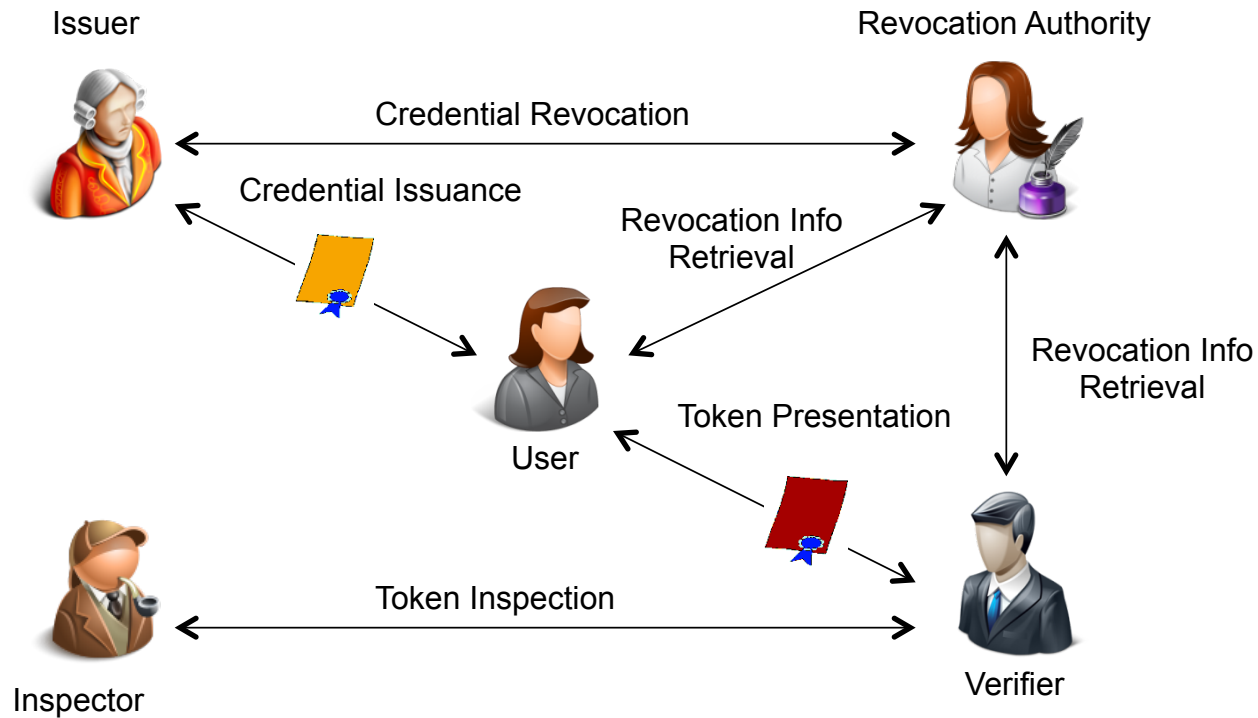 Issuer
Revocation Authority
Credential Revocation
Credential Issuance
Revocation Info
Retrieval
Revocation Info
Retrieval
Token Presentation
User
Token Inspection
Verifier
Inspector